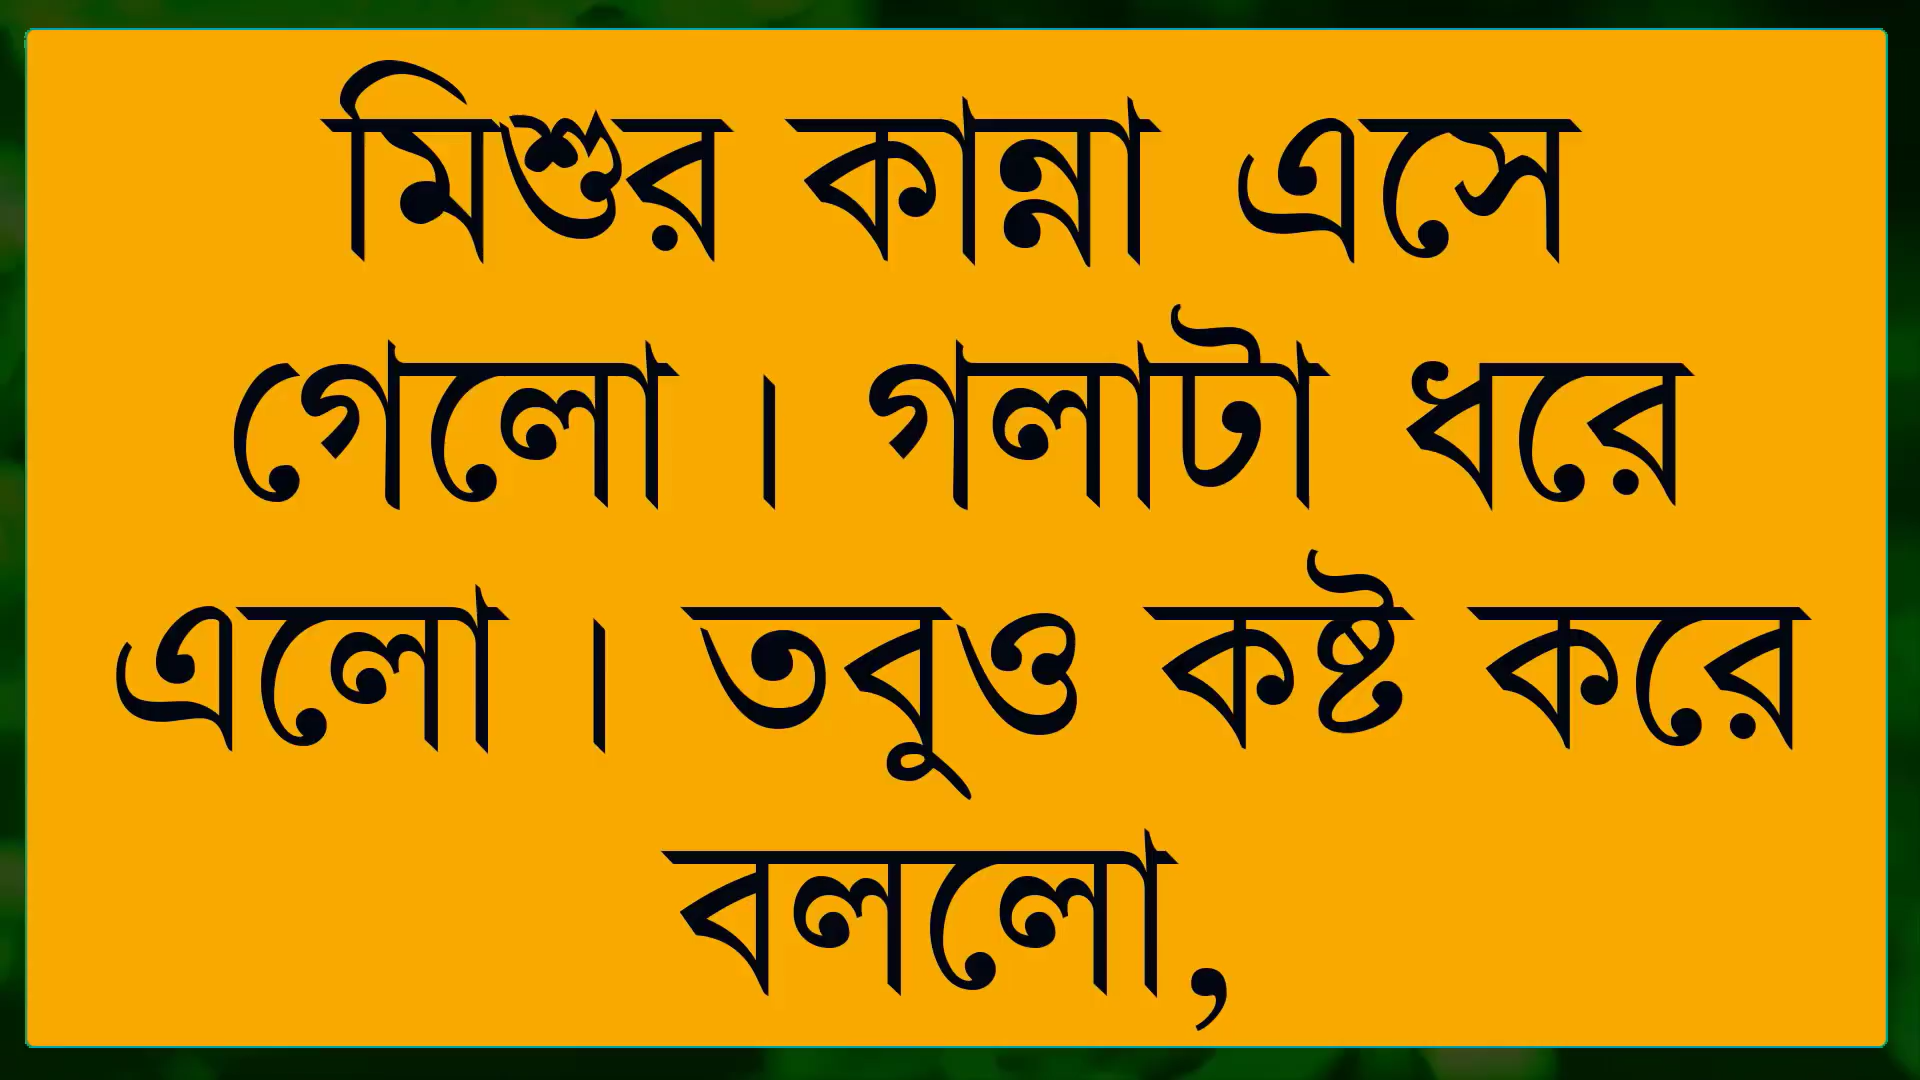 মিশুর কান্না এসে
গেলো । গলাটা ধরে
এলো । তবুও কষ্ট করে
বললো,